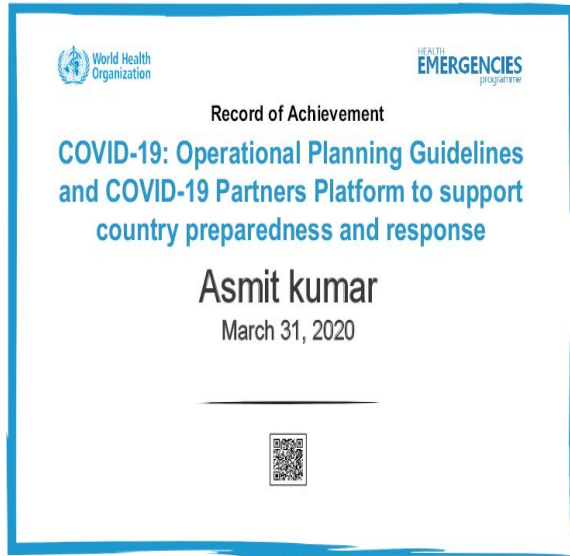 World Health
Organization
HEALTH
EMERGENCIES
programme
Record of Achievement
COVID-19: Operational Planning Guidelines
and COVID-19 Partners Platform to support
country preparedness and response
Asmit kumar
March 31, 2020